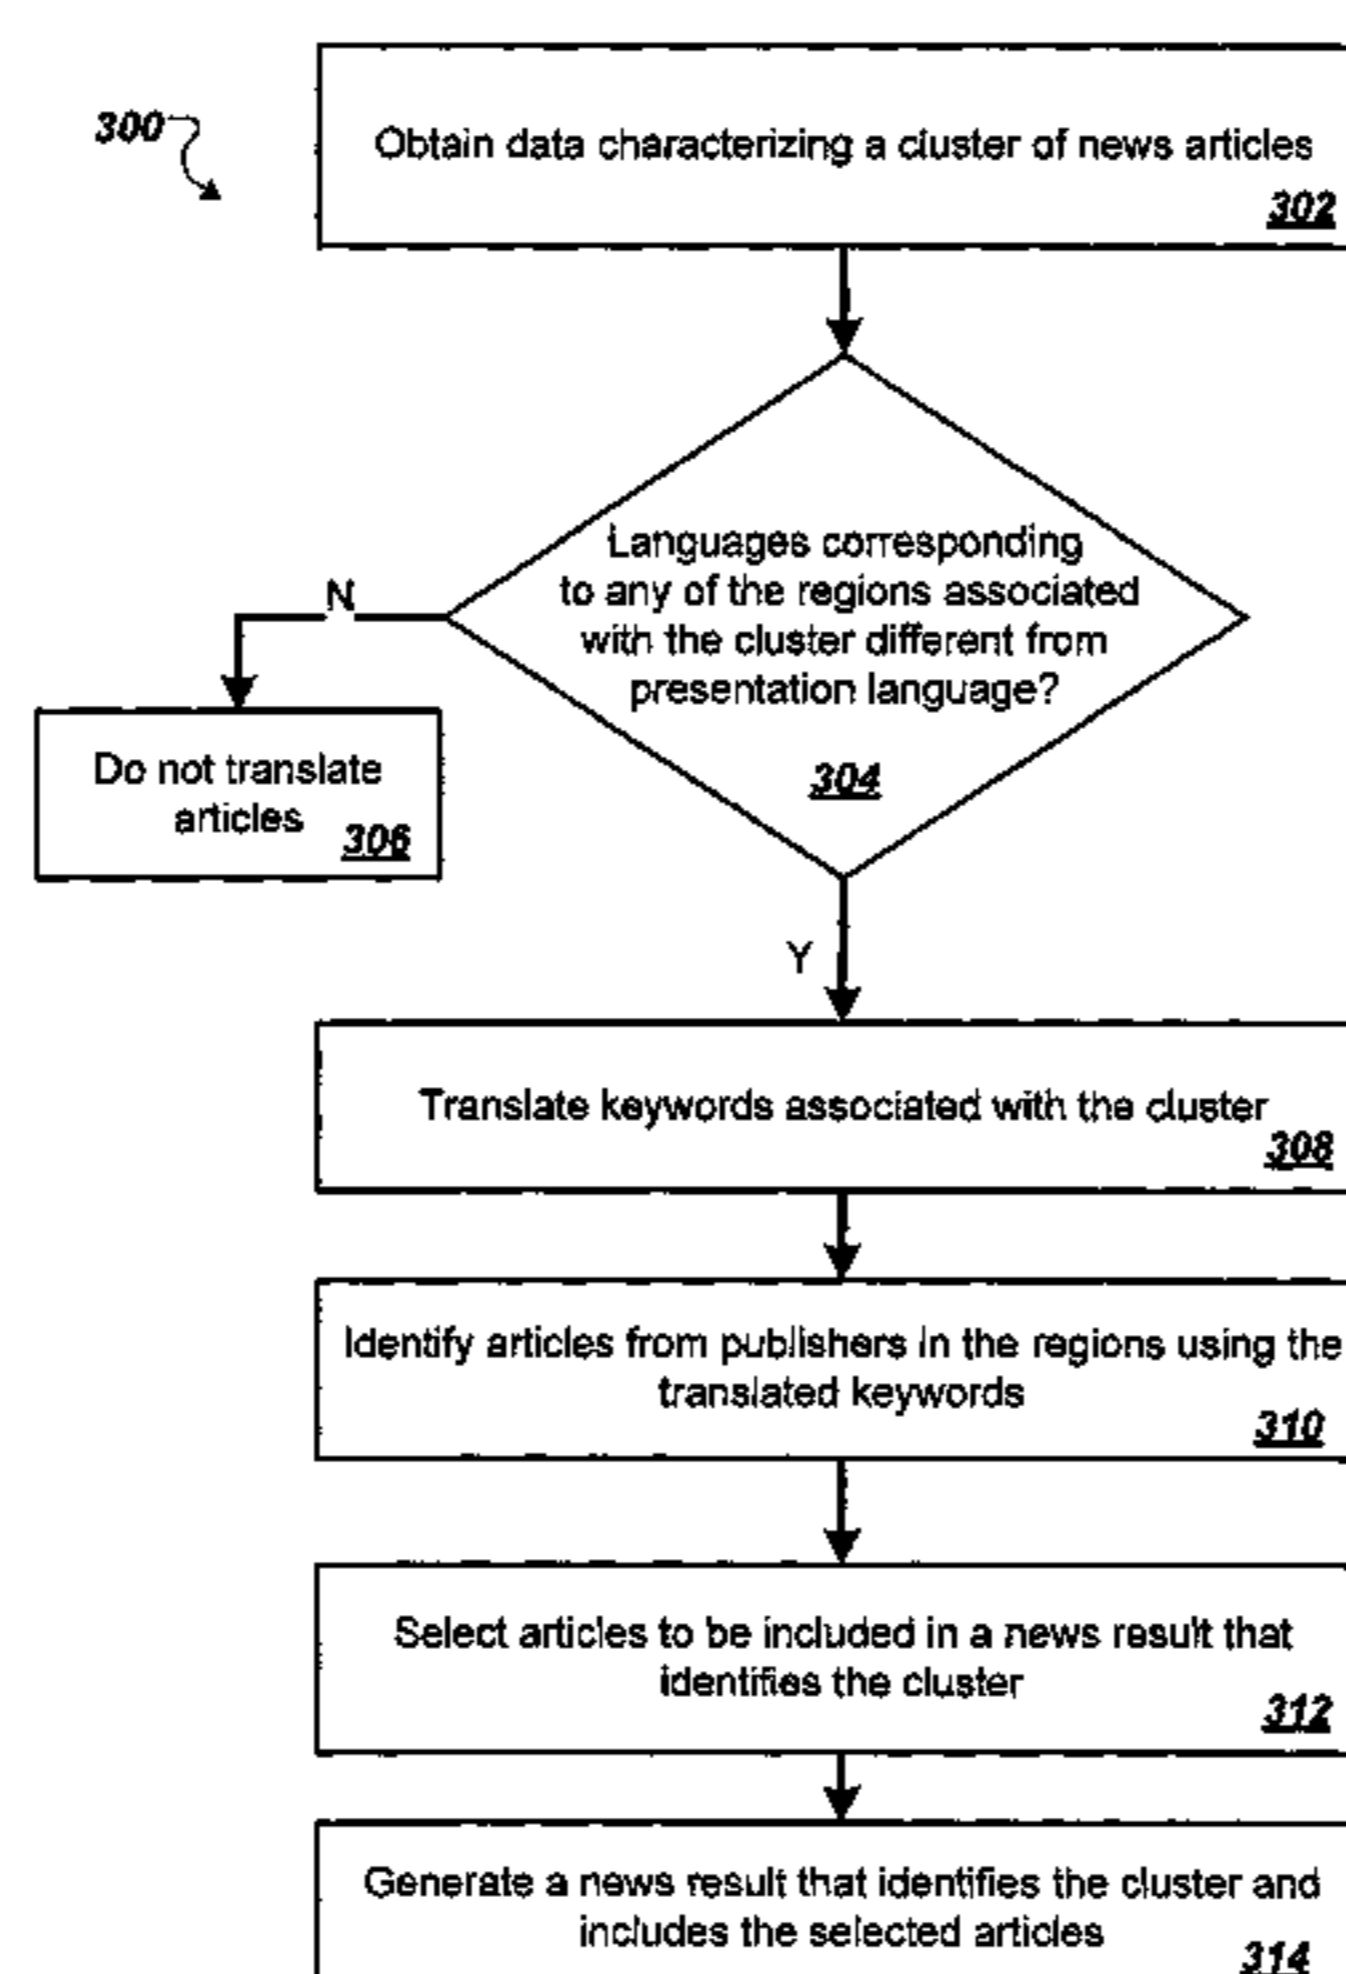 300
Obtain data characterizing a cluster of news articles
302
Languages corresponding
to any of the regions associated
with the cluster different from
presentation language?
304
N
Do not translate
articles
306
Y
Translate keywords associated with the cluster
308
Identify articles from publishers in the regions using the
translated keywords
310
Select articles to be included in a news result that
identifies the cluster
312
Generate a news result that identifies the cluster and
includes the selected articles
314